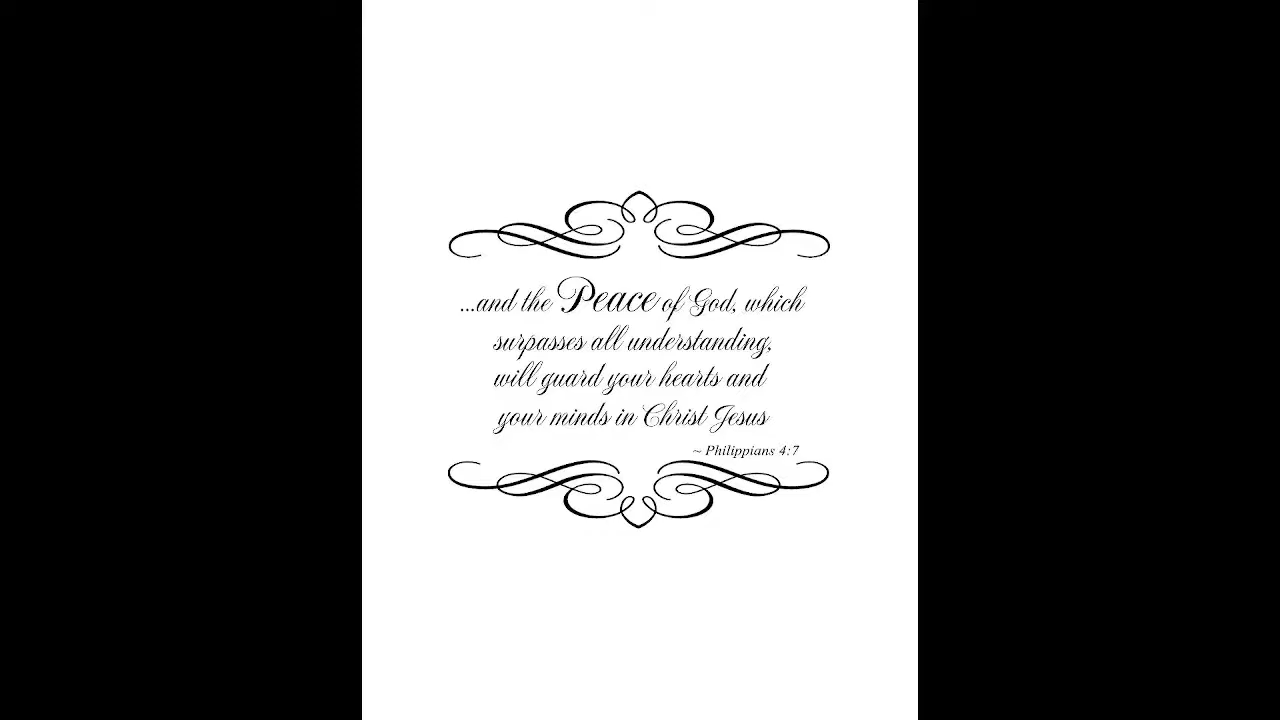 ...and the Peace of God, which
surpasses all understanding,
will guard your hearts and
your minds in Christ Jesus
~ Philippians 4:7